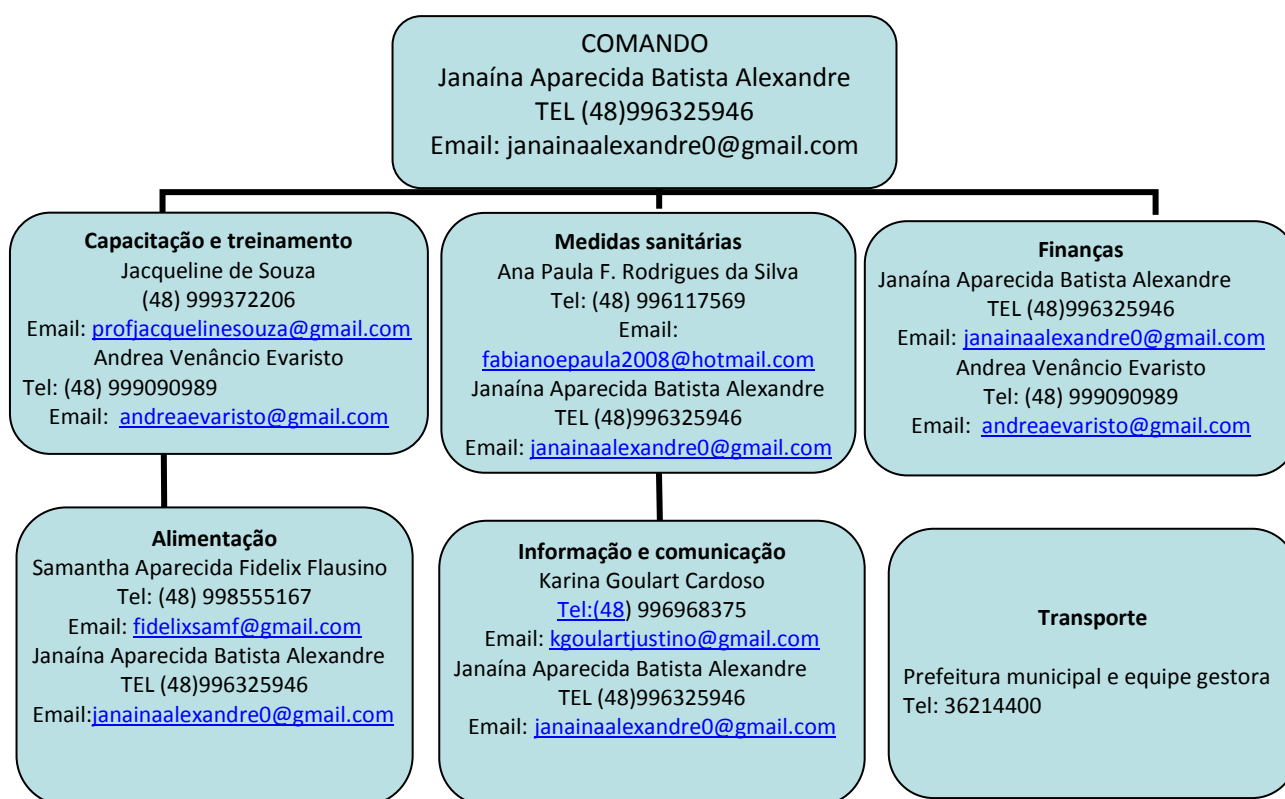 COMANDO
Janaína Aparecida Batista Alexandre
TEL (48)996325946
Email: janainaalexandre0@gmail.com
Capacitação e treinamento
Jacqueline de Souza
(48) 999372206
Email: profjacquelinesouza@gmail.com
Andrea Venâncio Evaristo
Tel: (48) 999090989
Email: andreaevaristo@gmail.com
Medidas sanitárias
Ana Paula F. Rodrigues da Silva
Tel: (48) 996117569
Email:
fabianoepaula2008@hotmail.com
Janaína Aparecida Batista Alexandre
TEL (48)996325946
Email: janainaalexandre0@gmail.com
Finanças
Janaína Aparecida Batista Alexandre
TEL (48)996325946
Email: janainaalexandre0@gmail.com
Andrea Venâncio Evaristo
Tel: (48) 999090989
Email: andreaevaristo@gmail.com
Alimentação
Samantha Aparecida Fidelix Flausino
Tel: (48) 998555167
Email: fidelixsamf@gmail.com
Janaína Aparecida Batista Alexandre
TEL (48)996325946
Email:janainaalexandre0@gmail.com
Informação e comunicação
Karina Goulart Cardoso
Tel:(48) 996968375
Email: kgoulartjustino@gmail.com
Janaína Aparecida Batista Alexandre
TEL (48)996325946
Email: janainaalexandre0@gmail.com
Transporte
Prefeitura municipal e equipe gestora
Tel: 36214400